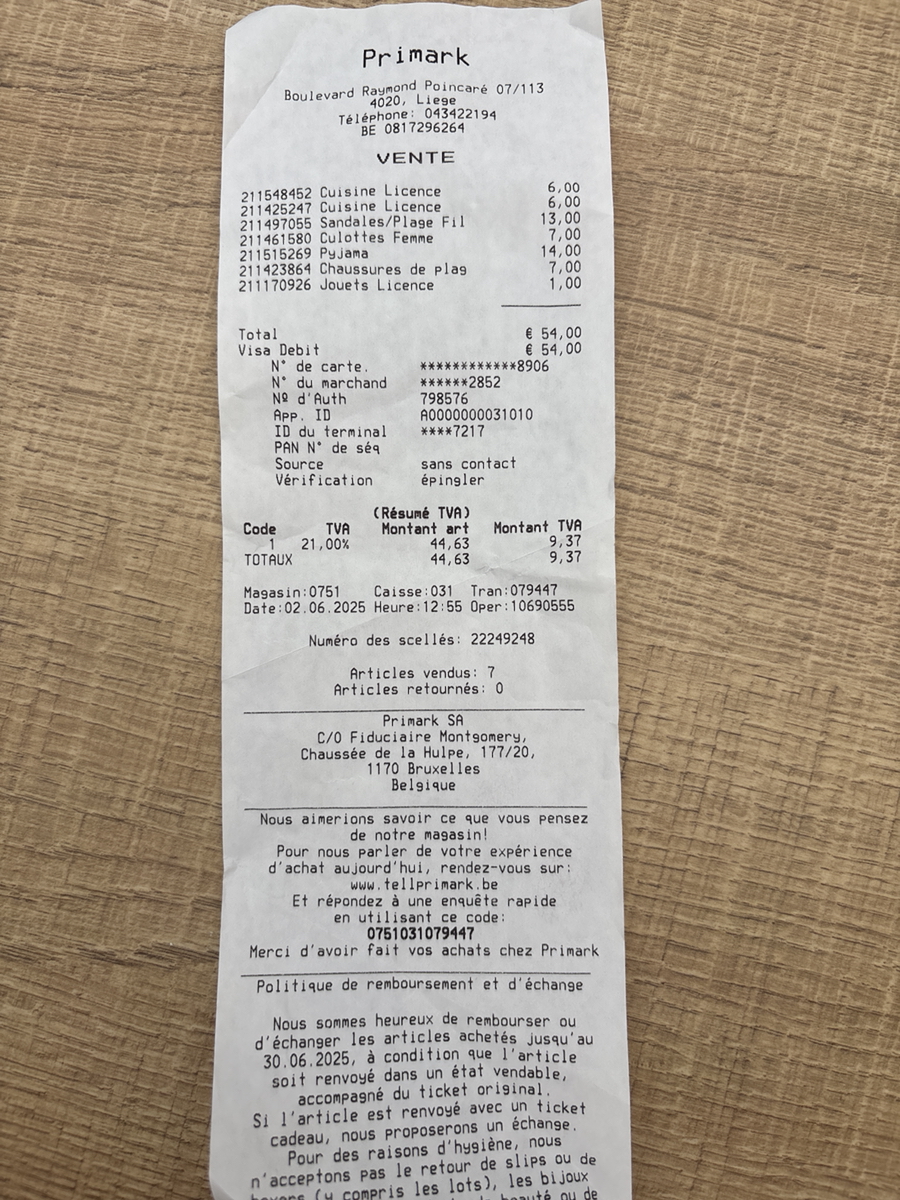 Primark
Boulevard Raymond Poincaré 07/113
4020, Liege
Téléphone: 043422194
BE 0817296264
VENTE
211548452 Cuisine Licence 6,00
211425247 Cuisine Licence 6,00
211497055 Sandales/Plage Fil 13,00
211461580 Culottes Femme 7,00
211515269 Pyjama 14,00
211423864 Chaussures de plag 7,00
211170926 Jouets Licence 1,00
Total € 54,00
Visa Debit € 54,00
N° de carte. ************8906
N° du marchand ******2852
Nº d'Auth 798576
App. ID A0000000031010
ID du terminal ****7217
PAN N° de séq
Source sans contact
Vérification épingler
(Résumé TVA)
Code TVA Montant art Montant TVA
1 21,00% 44,63 9,37
TOTAUX 44,63 9,37
Magasin:0751 Caisse:031 Tran:079447
Date:02.06.2025 Heure:12:55 Oper:10690555
Numéro des scellés: 22249248
Articles vendus: 7
Articles retournés: 0
Primark SA
C/O Fiduciaire Montgomery,
Chaussée de la Hulpe, 177/20,
1170 Bruxelles
Belgique
Nous aimerions savoir ce que vous pensez
de notre magasin!
Pour nous parler de votre expérience
d'achat aujourd'hui, rendez-vous sur:
www.tellprimark.be
Et répondez à une enquête rapide
en utilisant ce code:
0751031079447
Merci d'avoir fait vos achats chez Primark
Politique de remboursement et d'échange
Nous sommes heureux de rembourser ou
d'échanger les articles achetés jusqu'au
30.06.2025, à condition que l'article
soit renvoyé dans un état vendable,
accompagné du ticket original.
Si l'article est renvoyé avec un ticket
cadeau, nous proposerons un échange.
Pour des raisons d'hygiène, nous
n'acceptons pas le retour de slips ou de
(y compris les lots), les bijoux
beauté ou de